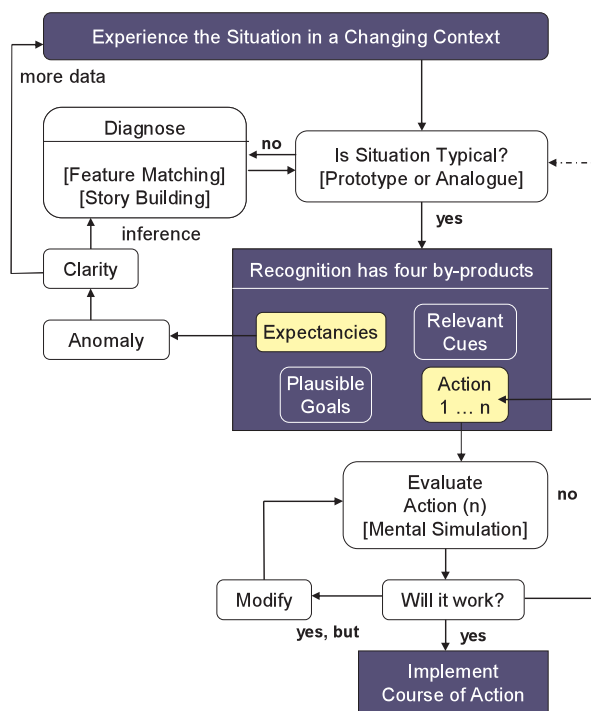 Experience the Situation in a Changing Context
more data
Diagnose
[Feature Matching]
[Story Building]
no
Is Situation Typical?
[Prototype or Analogue]
inference
yes
Clarity
Recognition has four by-products
Anomaly
Expectancies
Relevant
Cues
Plausible
Goals
Action
1 ... n
Evaluate
Action (n)
[Mental Simulation]
no
Modify
Will it work?
yes, but
yes
Implement
Course of Action